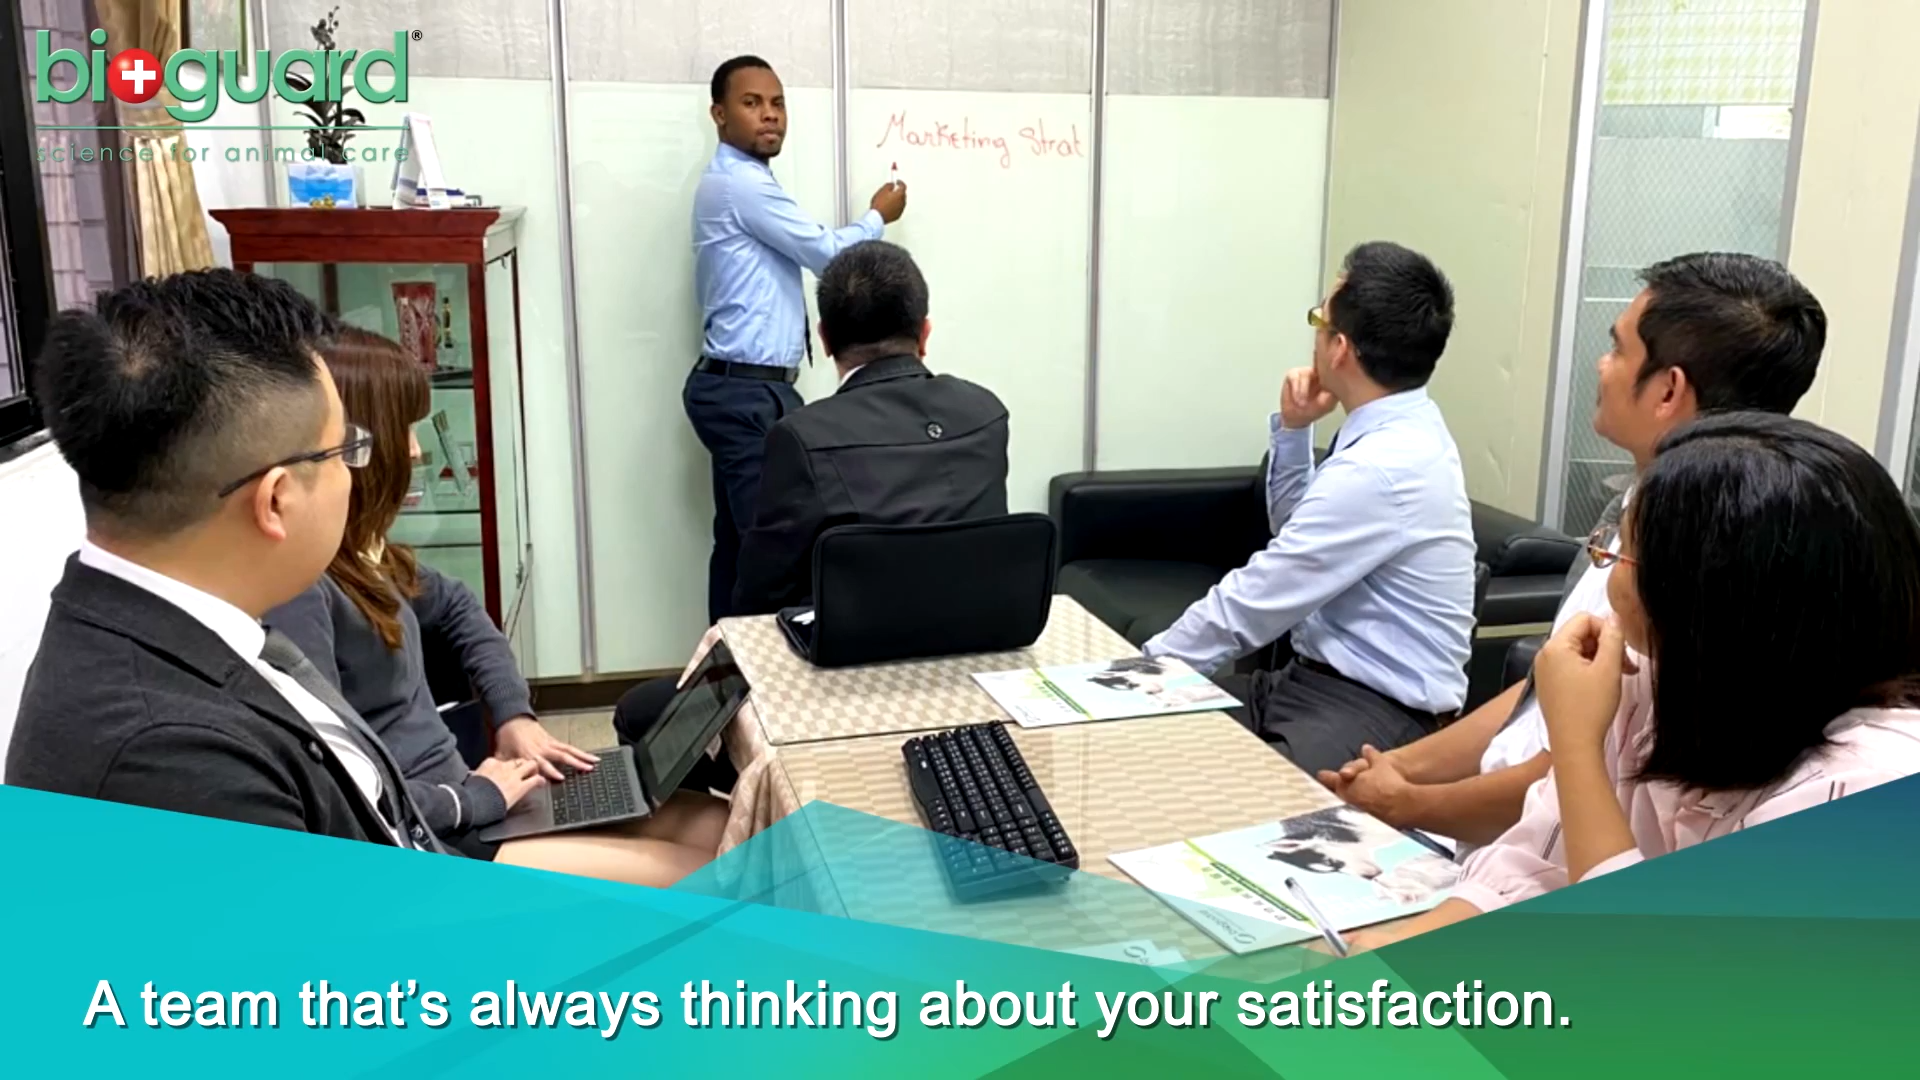 bioguard®
science for animal care
Marketing Strat
A team that's always thinking about your satisfaction.